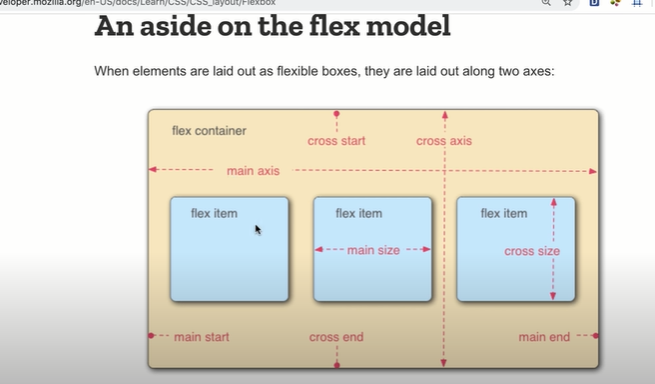 veloper.mozilla.org/en-US/docs/Learn/CSS/CSS_layout/Flexbox
An aside on the flex model
When elements are laid out as flexible boxes, they are laid out along two axes:
flex container
cross start
cross axis
main axis
flex item
flex item
flex item
main size
cross size
main start
cross end
main end